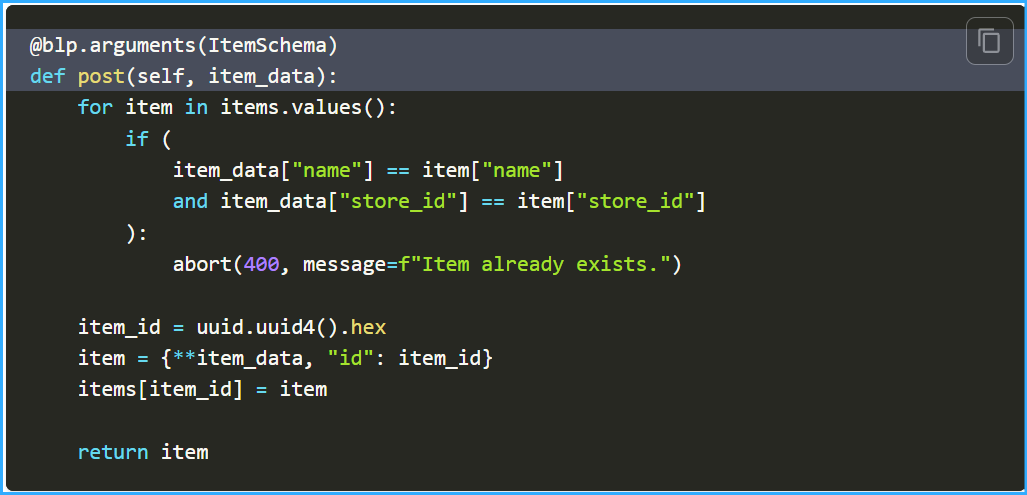 @blp.arguments(ItemSchema)
def post(self, item_data):
    for item in items.values():
        if (
            item_data["name"] == item["name"]
            and item_data["store_id"] == item["store_id"]
        ):
            abort(400, message=f"Item already exists.")

    item_id = uuid.uuid4().hex
    item = {**item_data, "id": item_id}
    items[item_id] = item

    return item